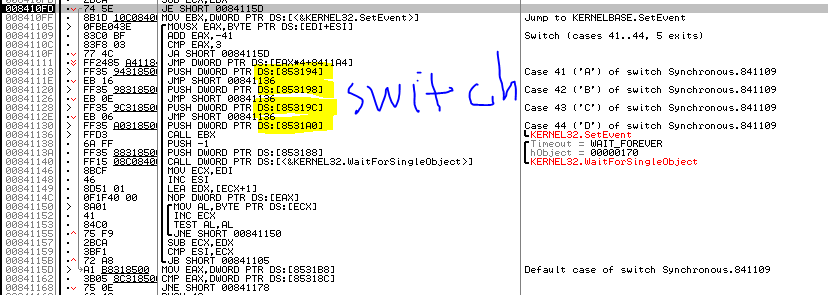 2BCA
008410FD 74 5E JE SHORT 0084115D
008410FF 8B1D 10C08400 MOV EBX,DWORD PTR DS:[<&KERNEL32.SetEvent>] Jump to KERNELBASE.SetEvent
00841105 0FBE043E MOVSX EAX,BYTE PTR DS:[EDI+ESI]
00841109 83C0 BF ADD EAX,-41 Switch (cases 41..44, 5 exits)
0084110C 83F8 03 CMP EAX,3
0084110F 77 4C JA SHORT 0084115D
00841111 FF2485 A41184 JMP DWORD PTR DS:[EAX*4+8411A4]
00841118 FF35 94318500 PUSH DWORD PTR DS:[853194] Case 41 ("A") of switch Synchronous.841109
0084111E EB 16 JMP SHORT 00841136
00841120 FF35 98318500 PUSH DWORD PTR DS:[853198] Case 42 ("B") of switch Synchronous.841109
00841126 EB 0E JMP SHORT 00841136
00841128 FF35 9C318500 PUSH DWORD PTR DS:[85319C] Case 43 ("C") of switch Synchronous.841109
0084112E EB 06 JMP SHORT 00841136
00841130 FF35 A0318500 PUSH DWORD PTR DS:[8531A0] Case 44 ("D") of switch Synchronous.841109
switch
00841136 FFD3 CALL EBX KERNEL32.SetEvent
00841138 6A FF PUSH -1 Timeout = WAIT_FOREVER
0084113A FF35 88318500 PUSH DWORD PTR DS:[853188] hObject = 00000170
00841140 FF15 08C08400 CALL DWORD PTR DS:[<&KERNEL32.WaitForSingleObject>] KERNEL32.WaitForSingleObject
00841146 8BCF MOV ECX,EDI
00841148 46 INC ESI
00841149 8D51 01 LEA EDX,[ECX+1]
0084114C 0F1F40 00 NOP DWORD PTR DS:[EAX]
00841150 8A01 MOV AL,BYTE PTR DS:[ECX]
00841152 41 INC ECX
00841153 84C0 TEST AL,AL
00841155 75 F9 JNE SHORT 00841150
00841157 2BCA SUB ECX,EDX
00841159 3BF1 CMP ESI,ECX
0084115B 72 A8 JB SHORT 00841105
0084115D A1 B8318500 MOV EAX,DWORD PTR DS:[8531B8] Default case of switch Synchronous.841109
00841162 3B05 8C318500 CMP EAX,DWORD PTR DS:[85318C]
00841168 75 0E JNE SHORT 00841178